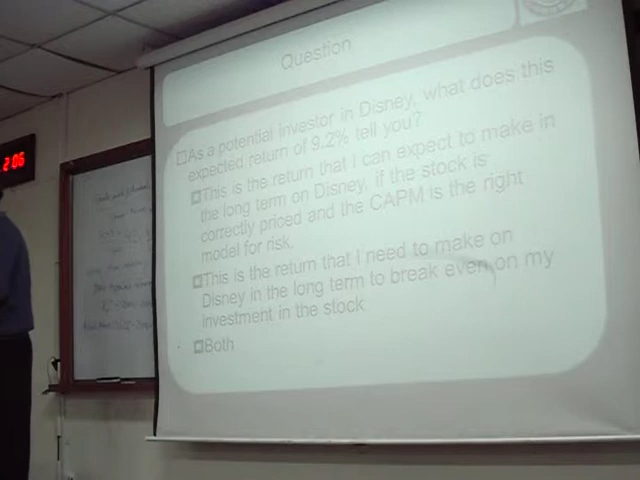 Question
As a potential investor in Disney, what does this
expected return of 9.2% tell you?
This is the return that I can expect to make in
the long term on Disney, if the stock is
correctly priced and the CAPM is the right
model for risk.
This is the return that I need to make on
Disney in the long term to break even on my
investment in the stock
Both
2:06